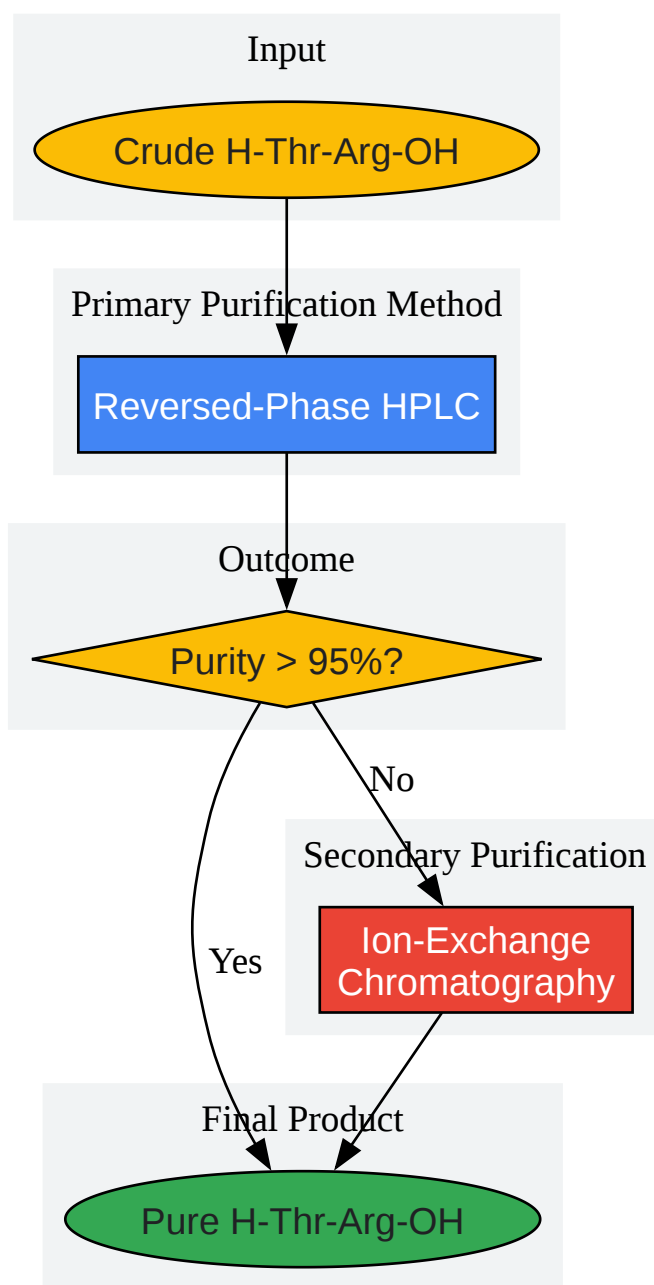 Input
Crude H-Thr-Arg-OH
Primary Purification Method
Reversed-Phase HPLC
Outcome
Purity > 95%?
No
Secondary Purification
Ion-Exchange
Chromatography
Yes
Final Product
Pure H-Thr-Arg-OH